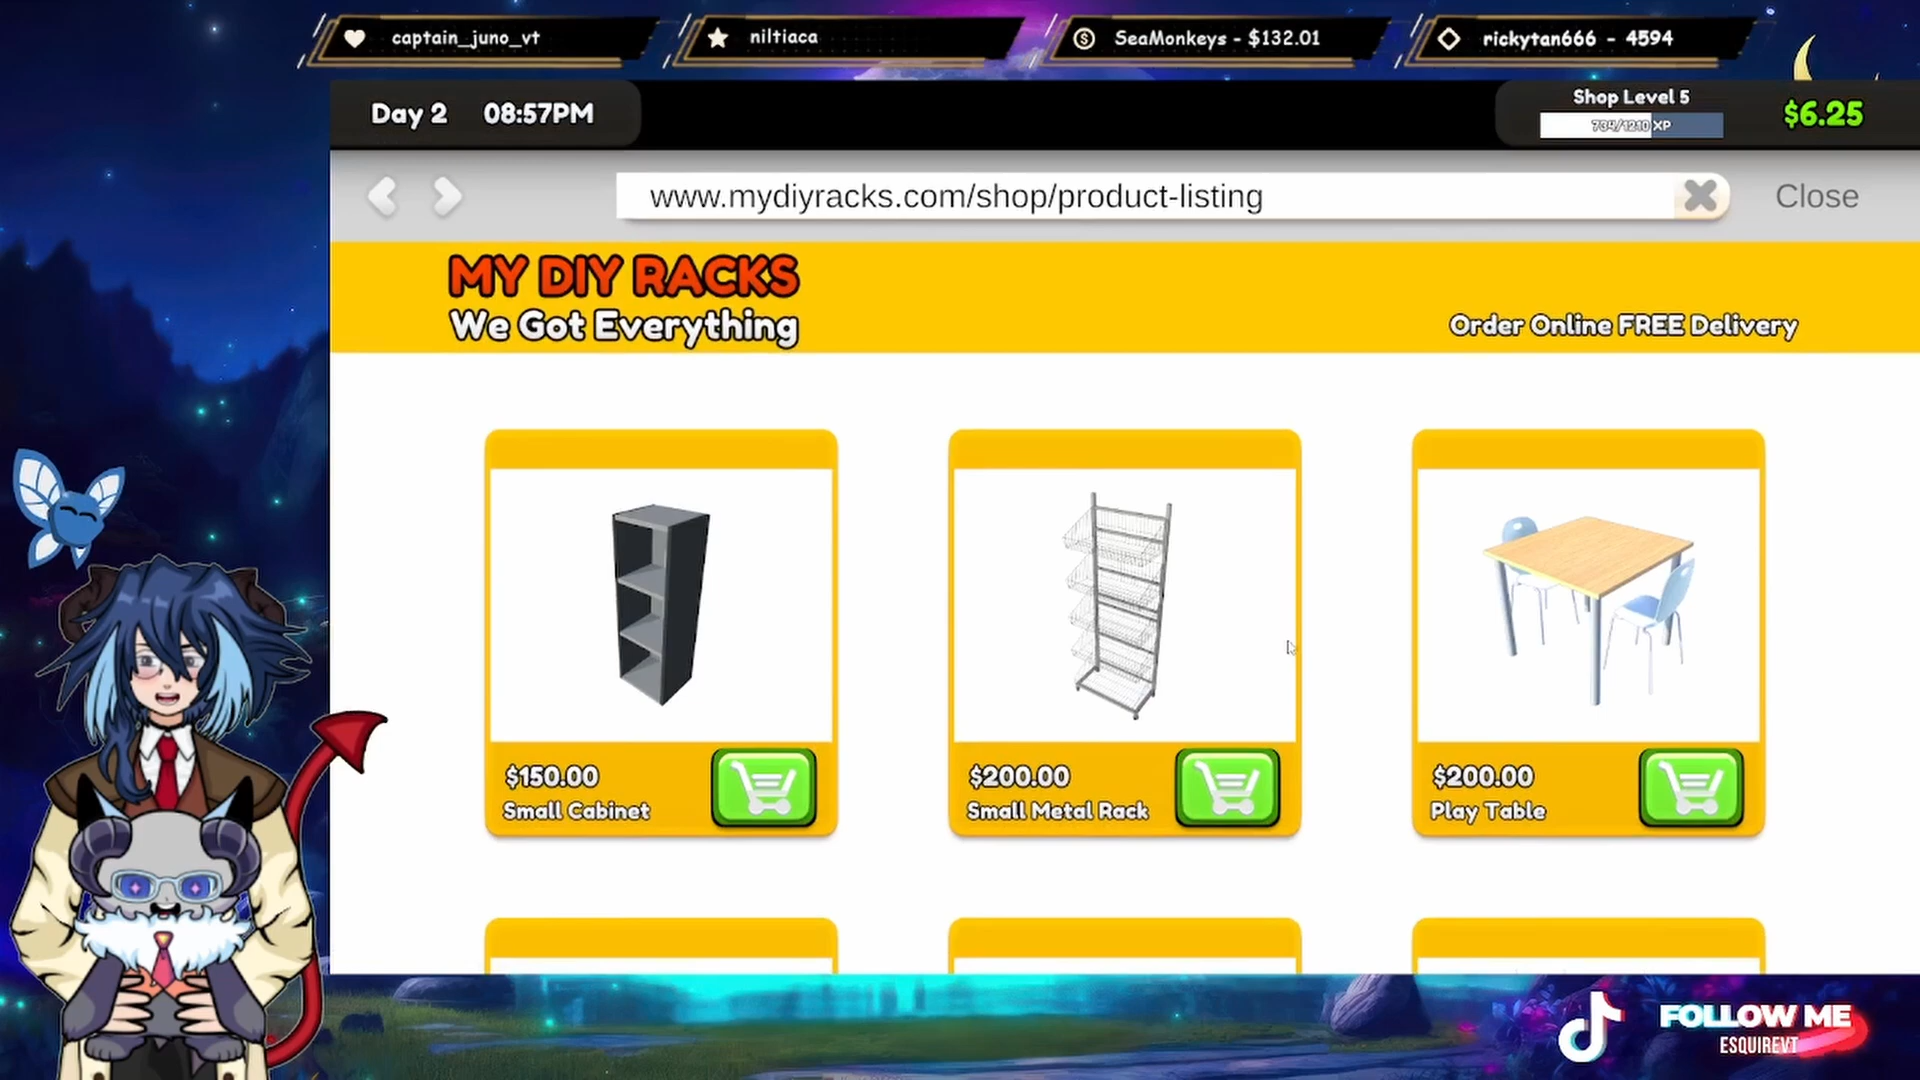 captain_juno_vt
niltiaca
SeaMonkeys - $132.01
rickytan666 - 4594
Day 2 08:57PM
Shop Level 5
734/1210 XP
$6.25
www.mydiyracks.com/shop/product-listing
Close
MY DIY RACKS
We Got Everything
Order Online FREE Delivery
$150.00
Small Cabinet
$200.00
Small Metal Rack
$200.00
Play Table
FOLLOW ME
ESQUIREVT